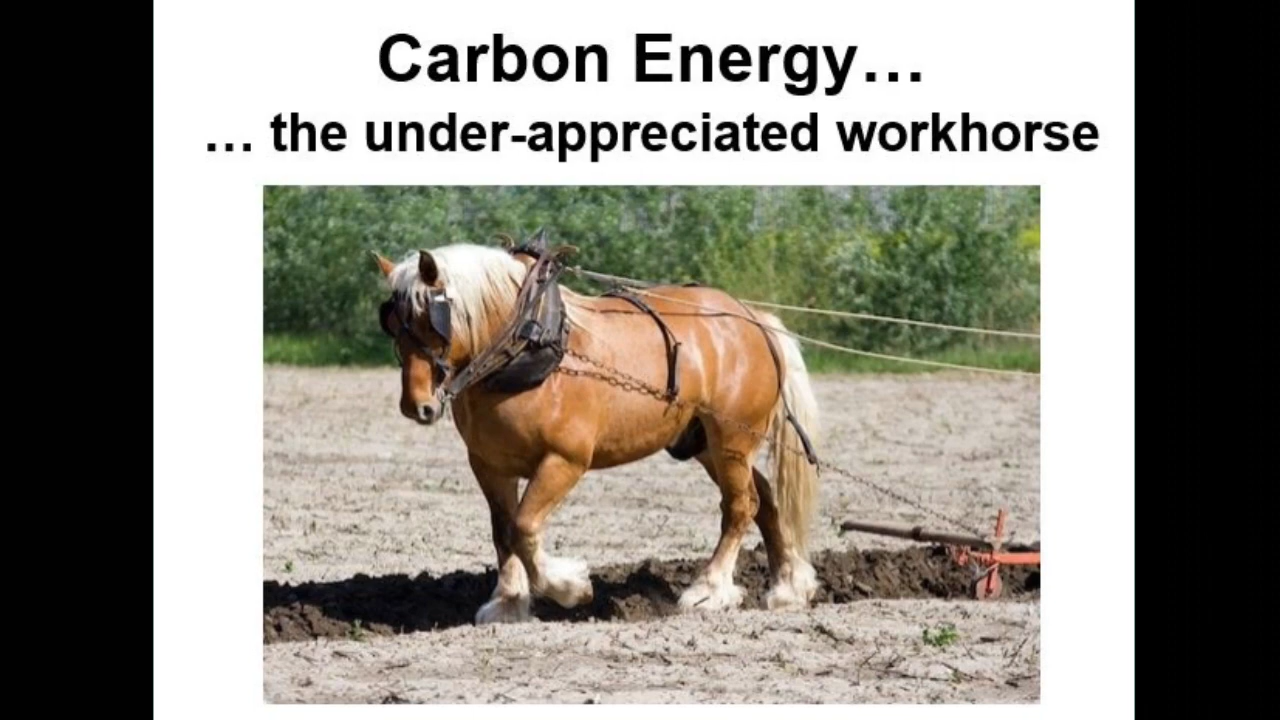 Carbon Energy…
… the under-appreciated workhorse